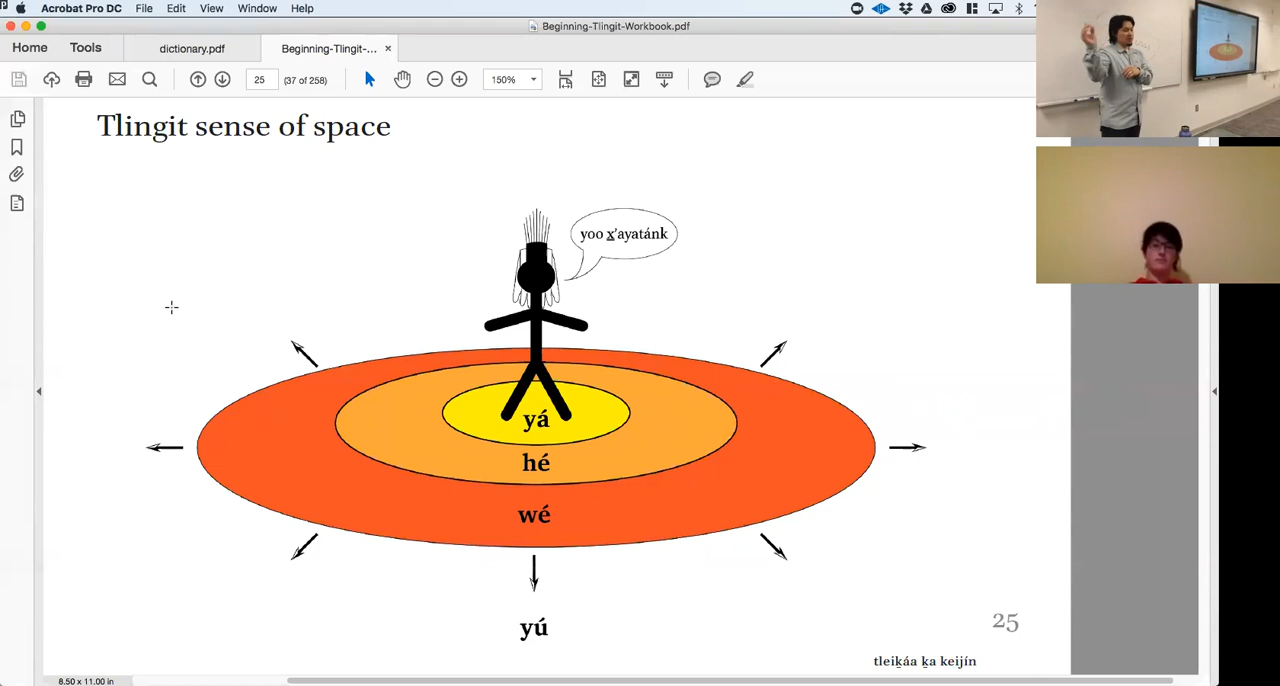 Acrobat Pro DC File Edit View Window Help
Beginning-Tlingit-Workbook.pdf
Home Tools dictionary.pdf Beginning-Tlingit-... ×
25 (37 of 258) 150%
Tlingit sense of space
yoo x̲'ayatánk
yá
hé
wé
yú
25
tleiḵáa ḵa keijín
8.50 x 11.00 in